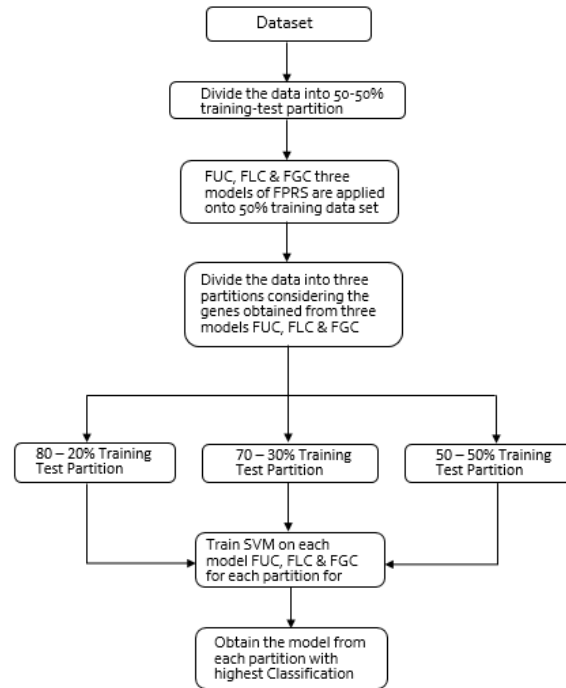 Dataset
Divide the data into 50-50%
training-test partition
FUC, FLC & FGC three
models of FPRS are applied
onto 50% training data set
Divide the data into three
partitions considering the
genes obtained from three
models FUC, FLC & FGC
80 – 20% Training
Test Partition
70 – 30% Training
Test Partition
50 – 50% Training
Test Partition
Train SVM on each
model FUC, FLC & FGC
for each partition for
Obtain the model from
each partition with
highest Classification